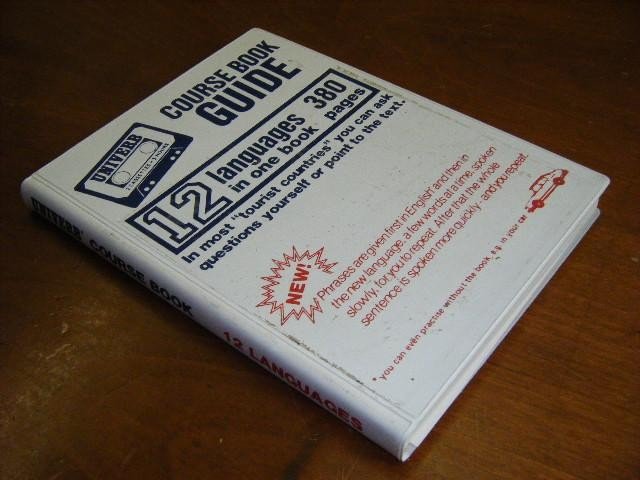 COURSE BOOK
GUIDE
UNIVERB
12 languages 380
in one book pages
In most "tourist countries" you can ask
questions yourself or point to the text.
NEW!
Phrases are given first in English and then in
the new language, a few words at a time, spoken
slowly, for you to repeat. After that the whole
sentence is spoken more quickly - and you repeat.
*you can even practise without the book, e.g. in your car
UNIVERB' COURSE BOOK
12 LANGUAGES